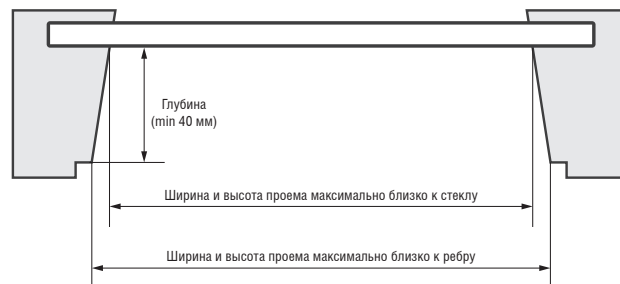 Глубина
(min 40 мм)
Ширина и высота проема максимально близко к стеклу
Ширина и высота проема максимально близко к ребру